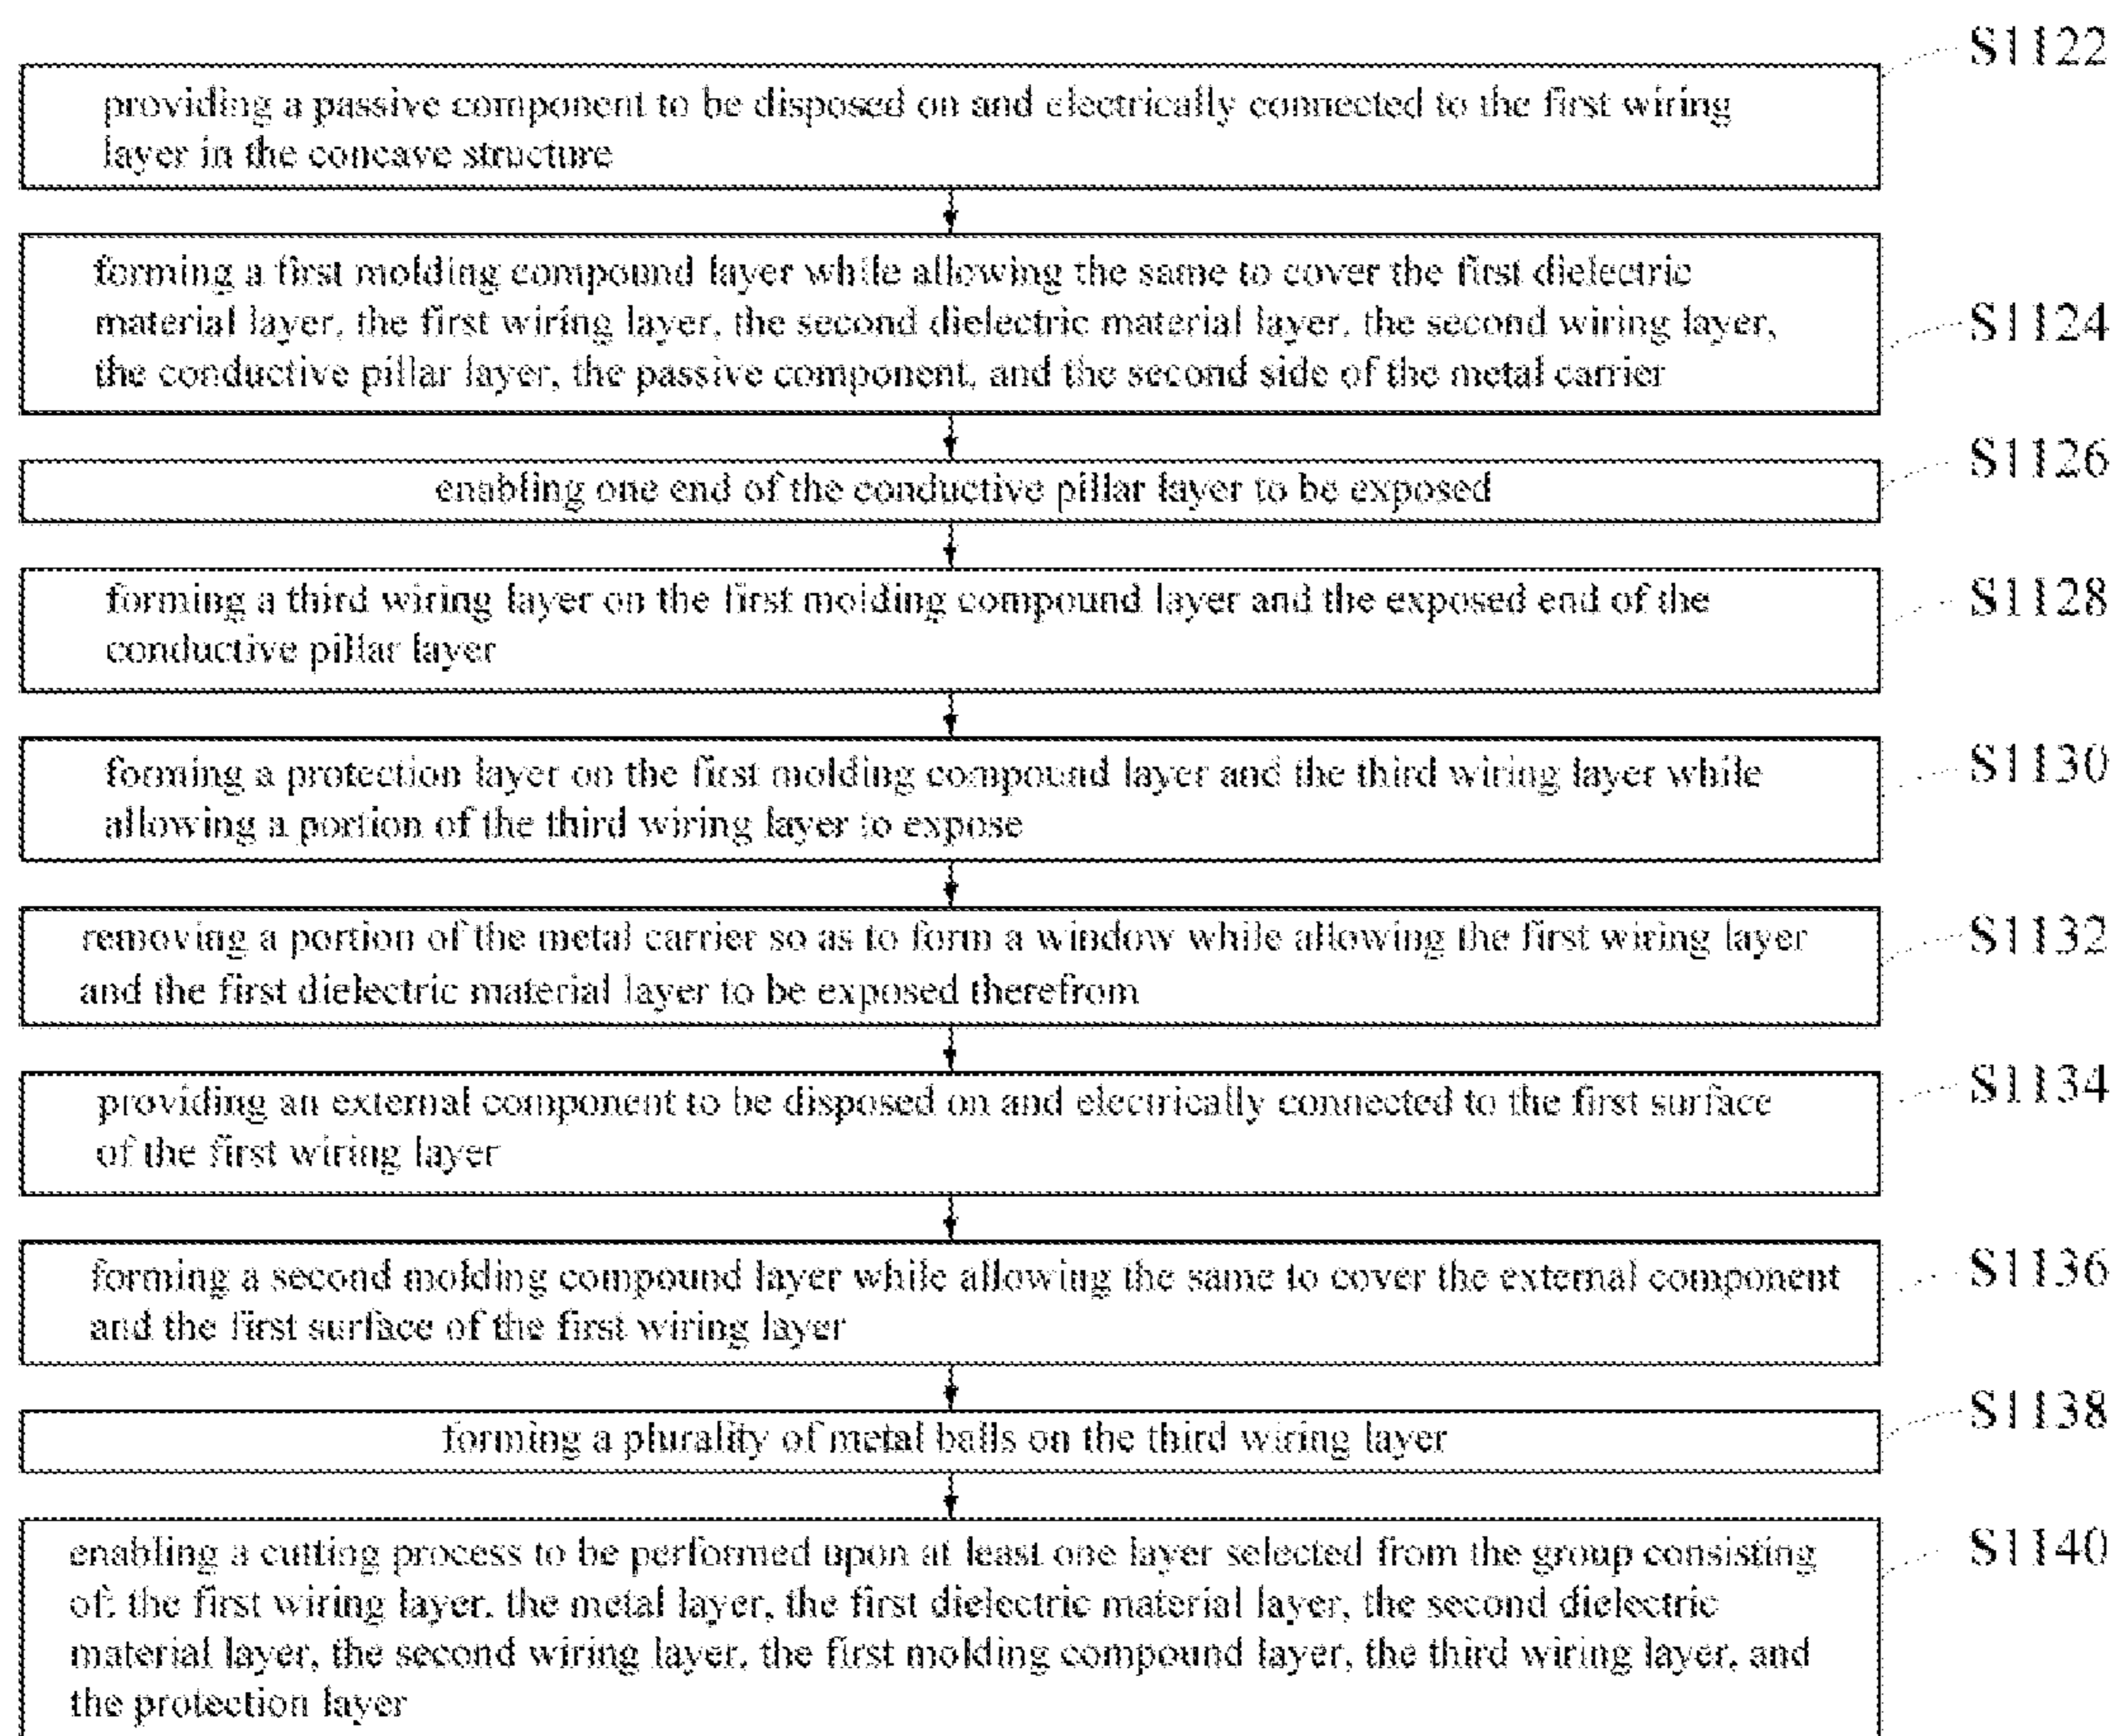 S1122
providing a passive component to be disposed on and electrically connected to the first wiring
layer in the concave structure
forming a first molding compound layer while allowing the same to cover the first dielectric
material layer, the first wiring layer, the second dielectric material layer, the second wiring layer,
the conductive pillar layer, the passive component, and the second side of the metal carrier
S1124
enabling one end of the conductive pillar layer to be exposed
S1126
forming a third wiring layer on the first molding compound layer and the exposed end of the
conductive pillar layer
S1128
forming a protection layer on the first molding compound layer and the third wiring layer while
allowing a portion of the third wiring layer to expose
S1130
removing a portion of the metal carrier so as to form a window while allowing the first wiring layer
and the first dielectric material layer to be exposed therefrom
S1132
providing an external component to be disposed on and electrically connected to the first surface
of the first wiring layer
S1134
forming a second molding compound layer while allowing the same to cover the external component
and the first surface of the first wiring layer
S1136
forming a plurality of metal balls on the third wiring layer
S1138
enabling a cutting process to be performed upon at least one layer selected from the group consisting
of: the first wiring layer, the metal layer, the first dielectric material layer, the second dielectric
material layer, the second wiring layer, the first molding compound layer, the third wiring layer, and
the protection layer
S1140